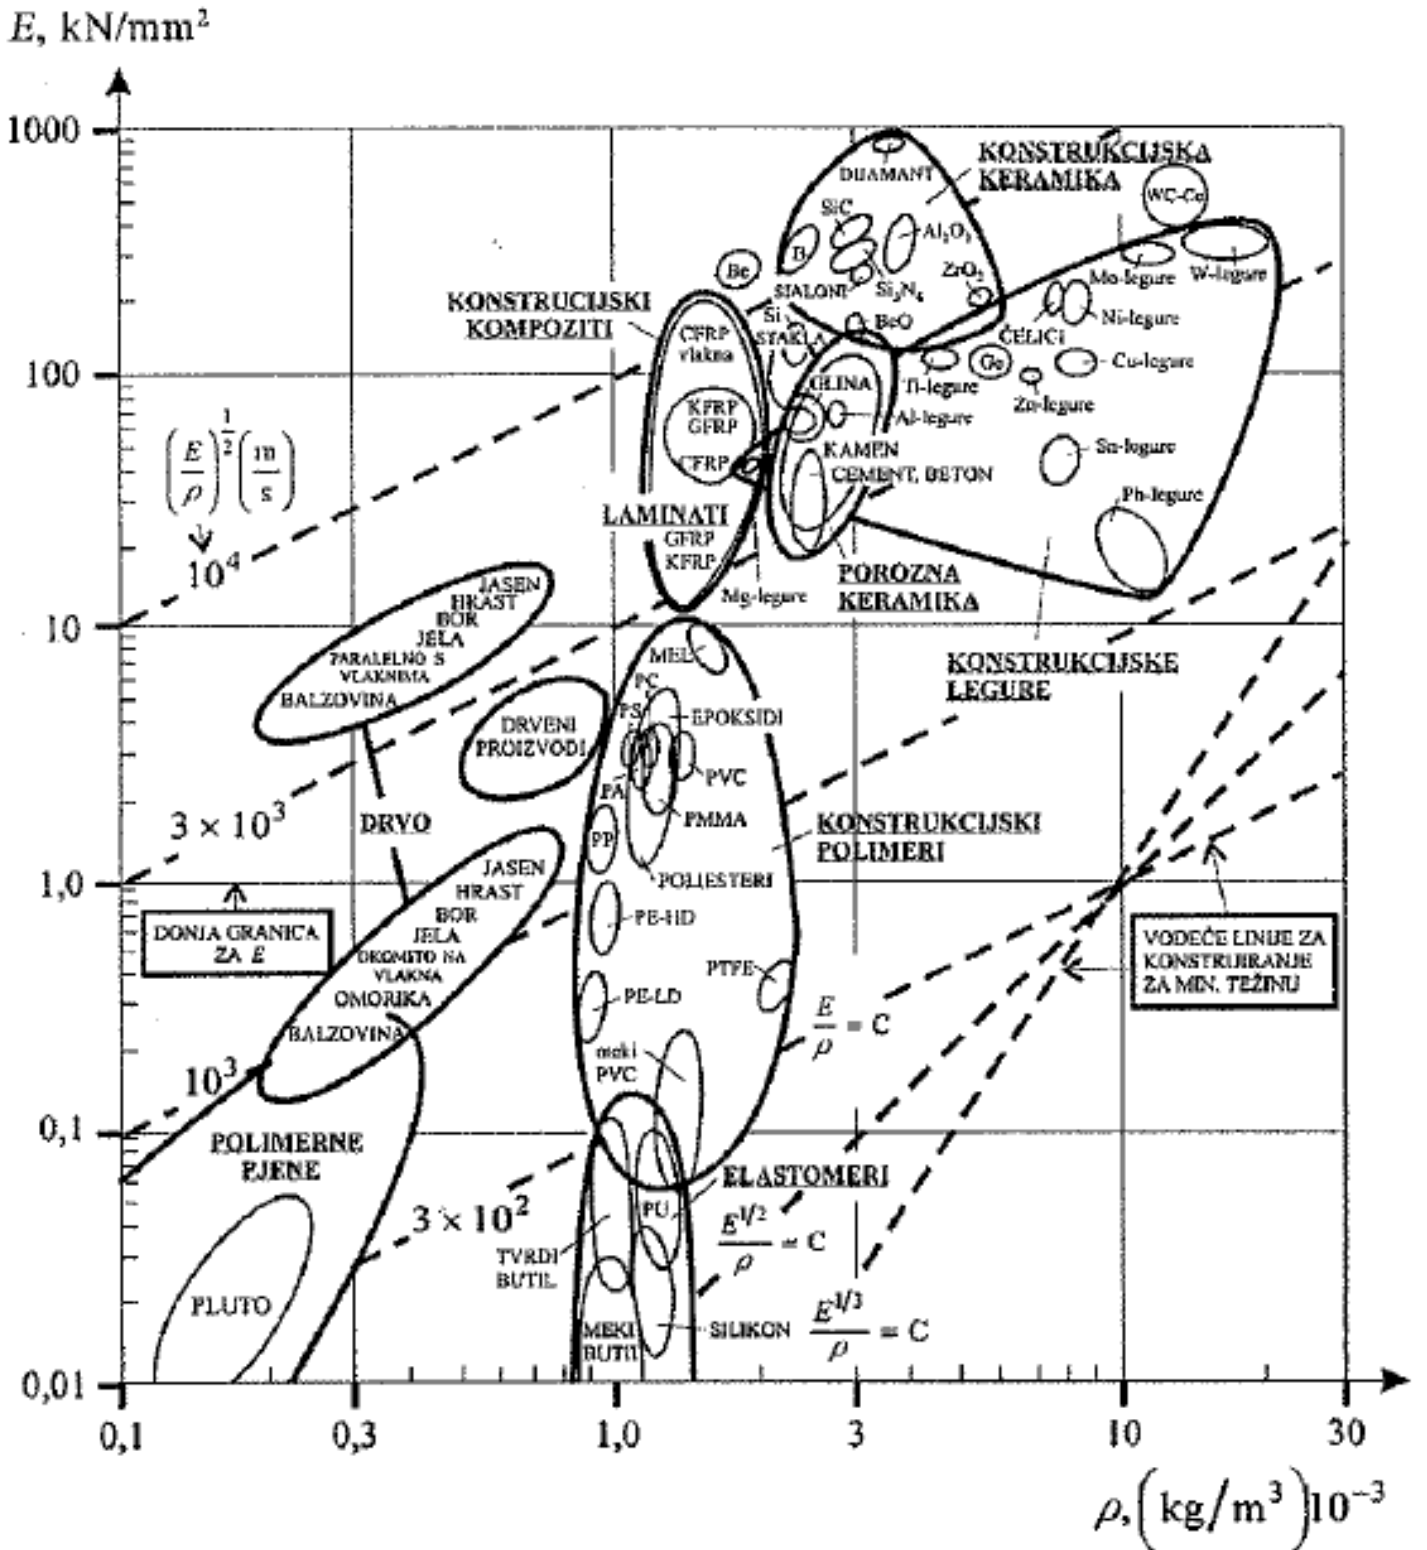 E, kN/mm²
1000
KONSTRUKCIJSKA
KERAMIKA
DIJAMANT
WC-Co
SiC
Al₂O₃
B
Be
ZrO₂
Mo-legure
W-legure
SIALONI
Si₃N₄
KONSTRUCIJSKI
KOMPOZITI
Si
BeO
Ni-legure
ČELICI
STAKLA
CFRP
vlakna
100
GLINA
Ti-legure
Ge
Cu-legure
Zn-legure
KFRP
GFRP
Al-legure
(E/ρ)^1/2 (m/s)
KAMEN
CEMENT, BETON
Sn-legure
CFRP
Pb-legure
LAMINATI
GFRP
KFRP
10⁴
POROZNA
KERAMIKA
Mg-legure
JASEN
HRAST
BOR
JELA
PARALELNO S
VLAKNIMA
BALZOVINA
10
MEL
KONSTRUKCIJSKE
LEGURE
PC
PS
EPOKSIDI
DRVENI
PROIZVODI
PVC
PA
PMMA
3 × 10³
DRVO
PP
KONSTRUKCIJSKI
POLIMERI
POLIESTERI
1,0
JASEN
HRAST
BOR
JELA
OKOMITO NA
VLAKNA
OMORIKA
BALZOVINA
DONJA GRANICA
ZA E
PE-HD
PTFE
PE-LD
E/ρ = C
VODEĆE LINIJE ZA
KONSTRUIRANJE
ZA MIN. TEŽINU
meki
PVC
10³
0,1
POLIMERNE
PJENE
ELASTOMERI
3 × 10²
PU
E^1/2/ρ = C
TVRDI
BUTIL
PLUTO
MEKI
BUTIL
SILIKON
E^1/3/ρ = C
0,01
0,1
0,3
1,0
3
10
30
ρ, (kg/m³)10⁻³